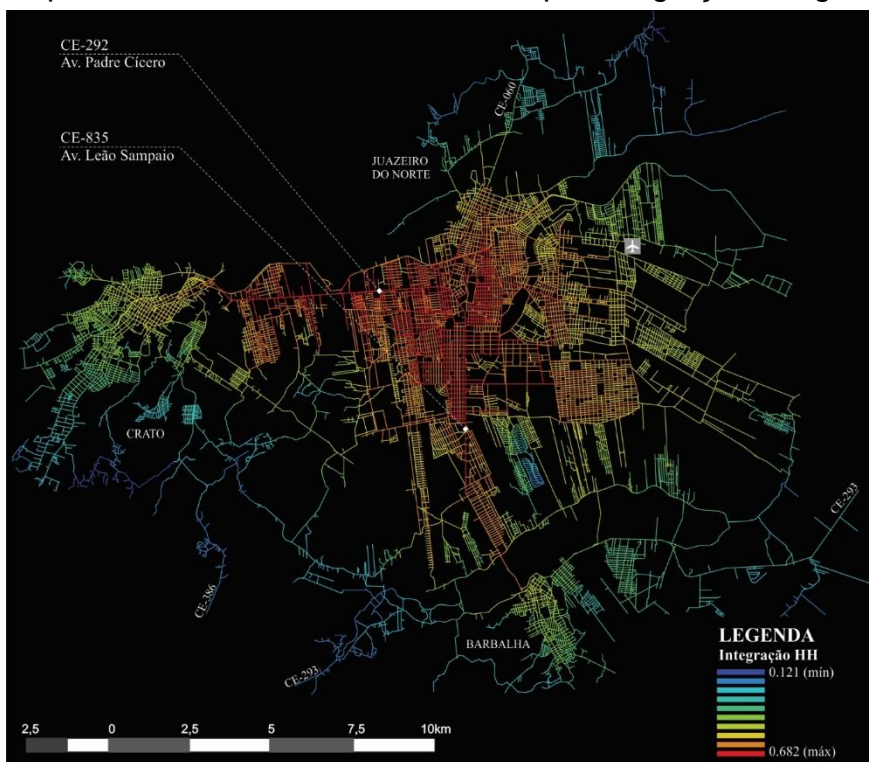 CE-292
Av. Padre Cícero
CE-835
Av. Leão Sampaio
CE-060
JUAZEIRO
DO NORTE
CRATO
CE-293
CE-386
BARBALHA
CE-293
LEGENDA
Integração HH
0.121 (mín)
0.682 (máx)
2,5 0 2,5 5 7,5 10km